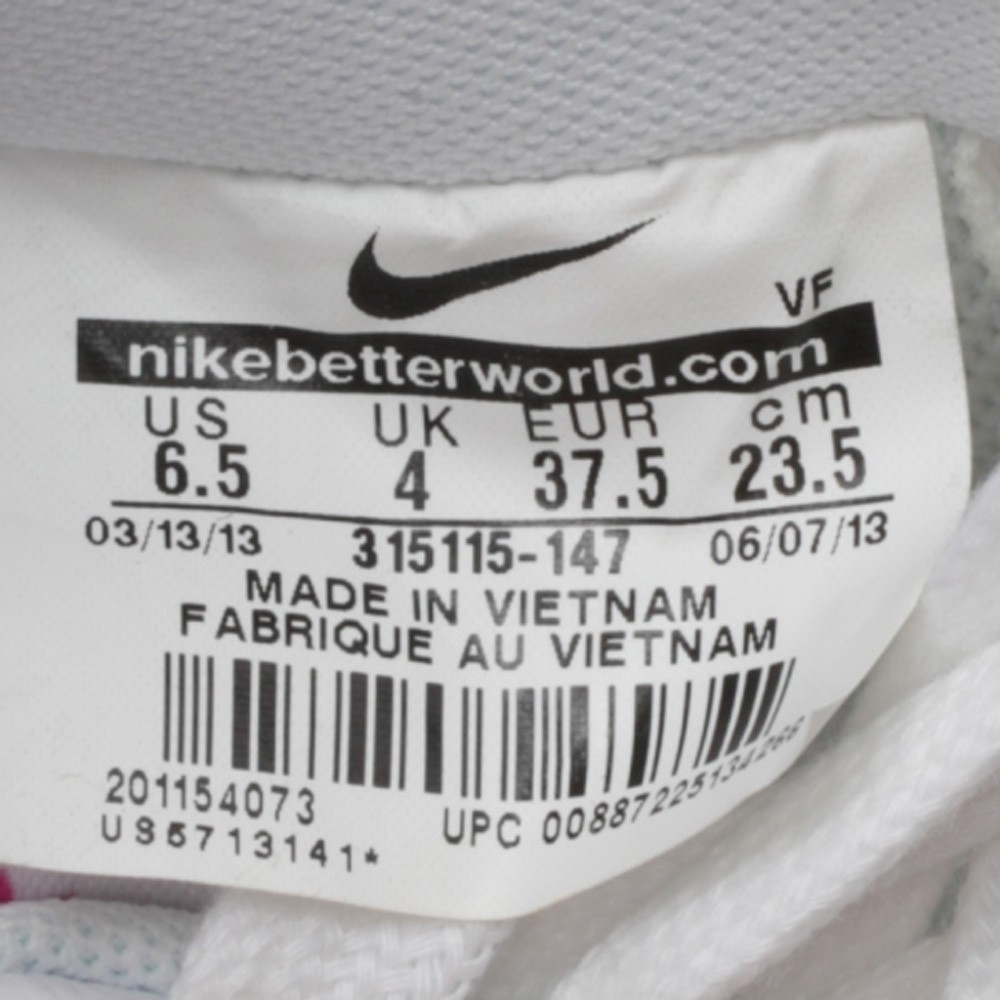 VF
nikebetterworld.com
US UK EUR cm
6.5 4 37.5 23.5
03/13/13 315115-147 06/07/13
MADE IN VIETNAM
FABRIQUE AU VIETNAM
201154073
UPC 00887225134266
US5713141*